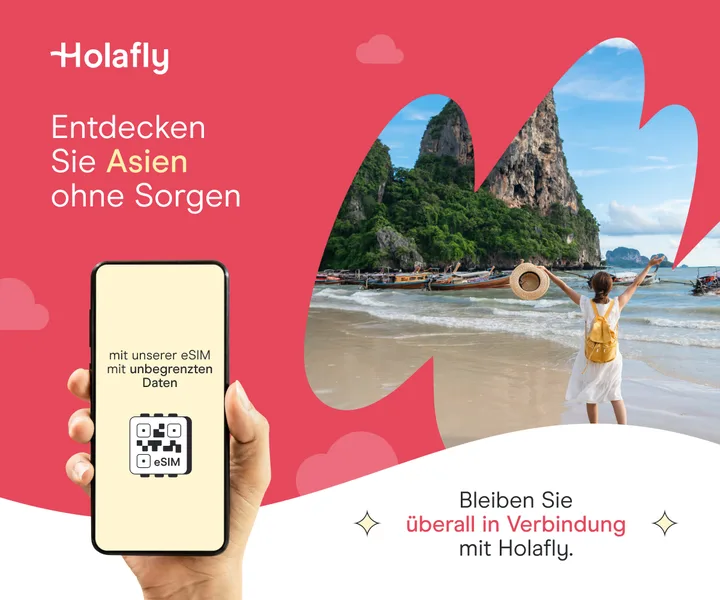 Holafly
Entdecken
Sie Asien
ohne Sorgen
mit unserer eSIM
mit unbegrenzten
Daten
eSIM
Bleiben Sie
überall in Verbindung
mit Holafly.